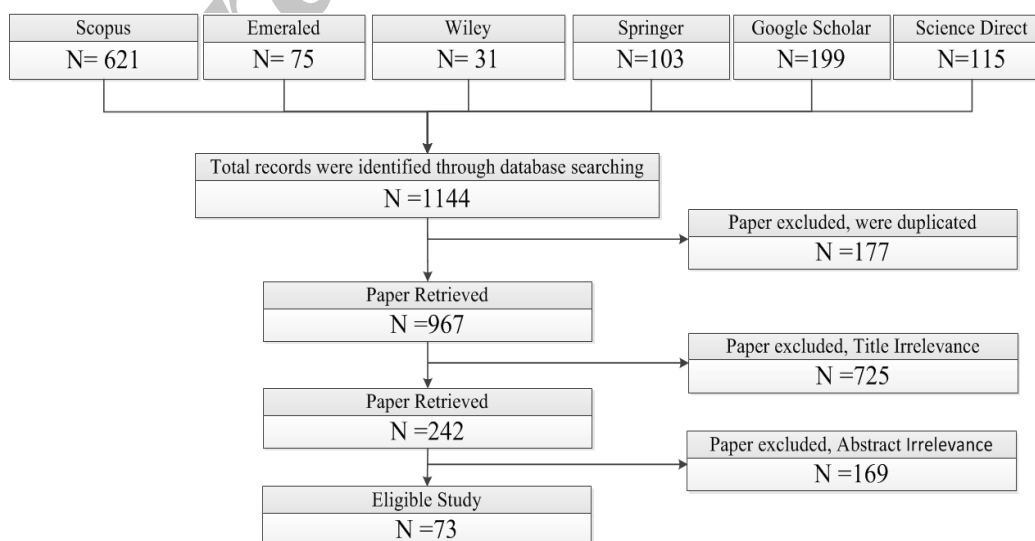 Scopus
N= 621
Emeraled
N= 75
Wiley
N= 31
Springer
N=103
Google Scholar
N=199
Science Direct
N=115
Total records were identified through database searching
N =1144
Paper excluded, were duplicated
N =177
Paper Retrieved
N =967
Paper excluded, Title Irrelevance
N =725
Paper Retrieved
N =242
Paper excluded, Abstract Irrelevance
N =169
Eligible Study
N =73